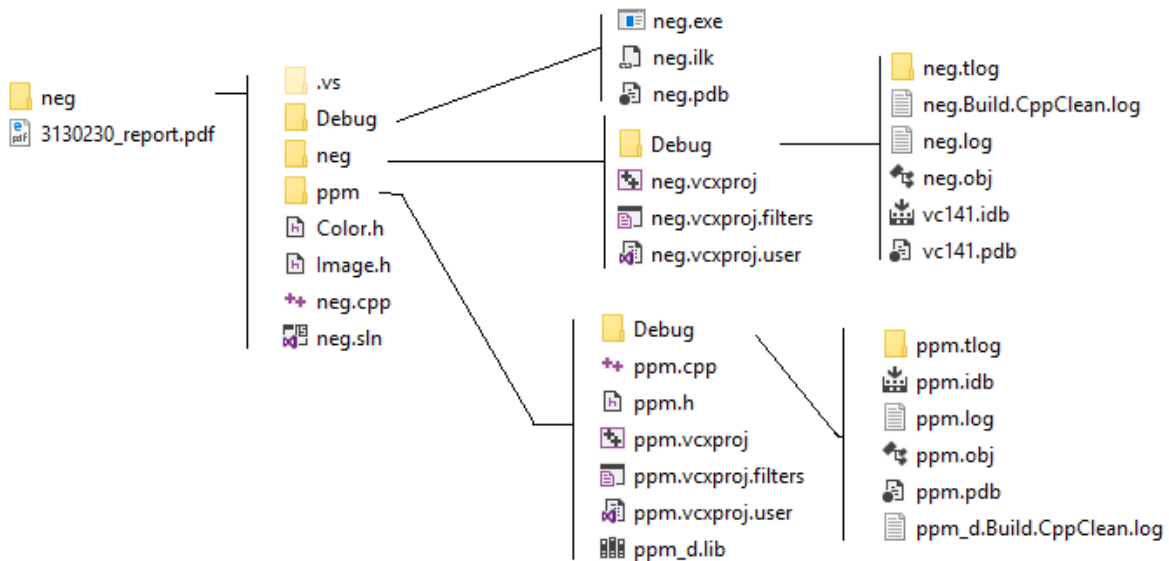 neg
3130230_report.pdf
.vs
Debug
neg
ppm
Color.h
Image.h
neg.cpp
neg.sln
neg.exe
neg.ilk
neg.pdb
Debug
neg.vcxproj
neg.vcxproj.filters
neg.vcxproj.user
neg.tlog
neg.Build.CppClean.log
neg.log
neg.obj
vc141.idb
vc141.pdb
Debug
ppm.cpp
ppm.h
ppm.vcxproj
ppm.vcxproj.filters
ppm.vcxproj.user
ppm_d.lib
ppm.tlog
ppm.idb
ppm.log
ppm.obj
ppm.pdb
ppm_d.Build.CppClean.log